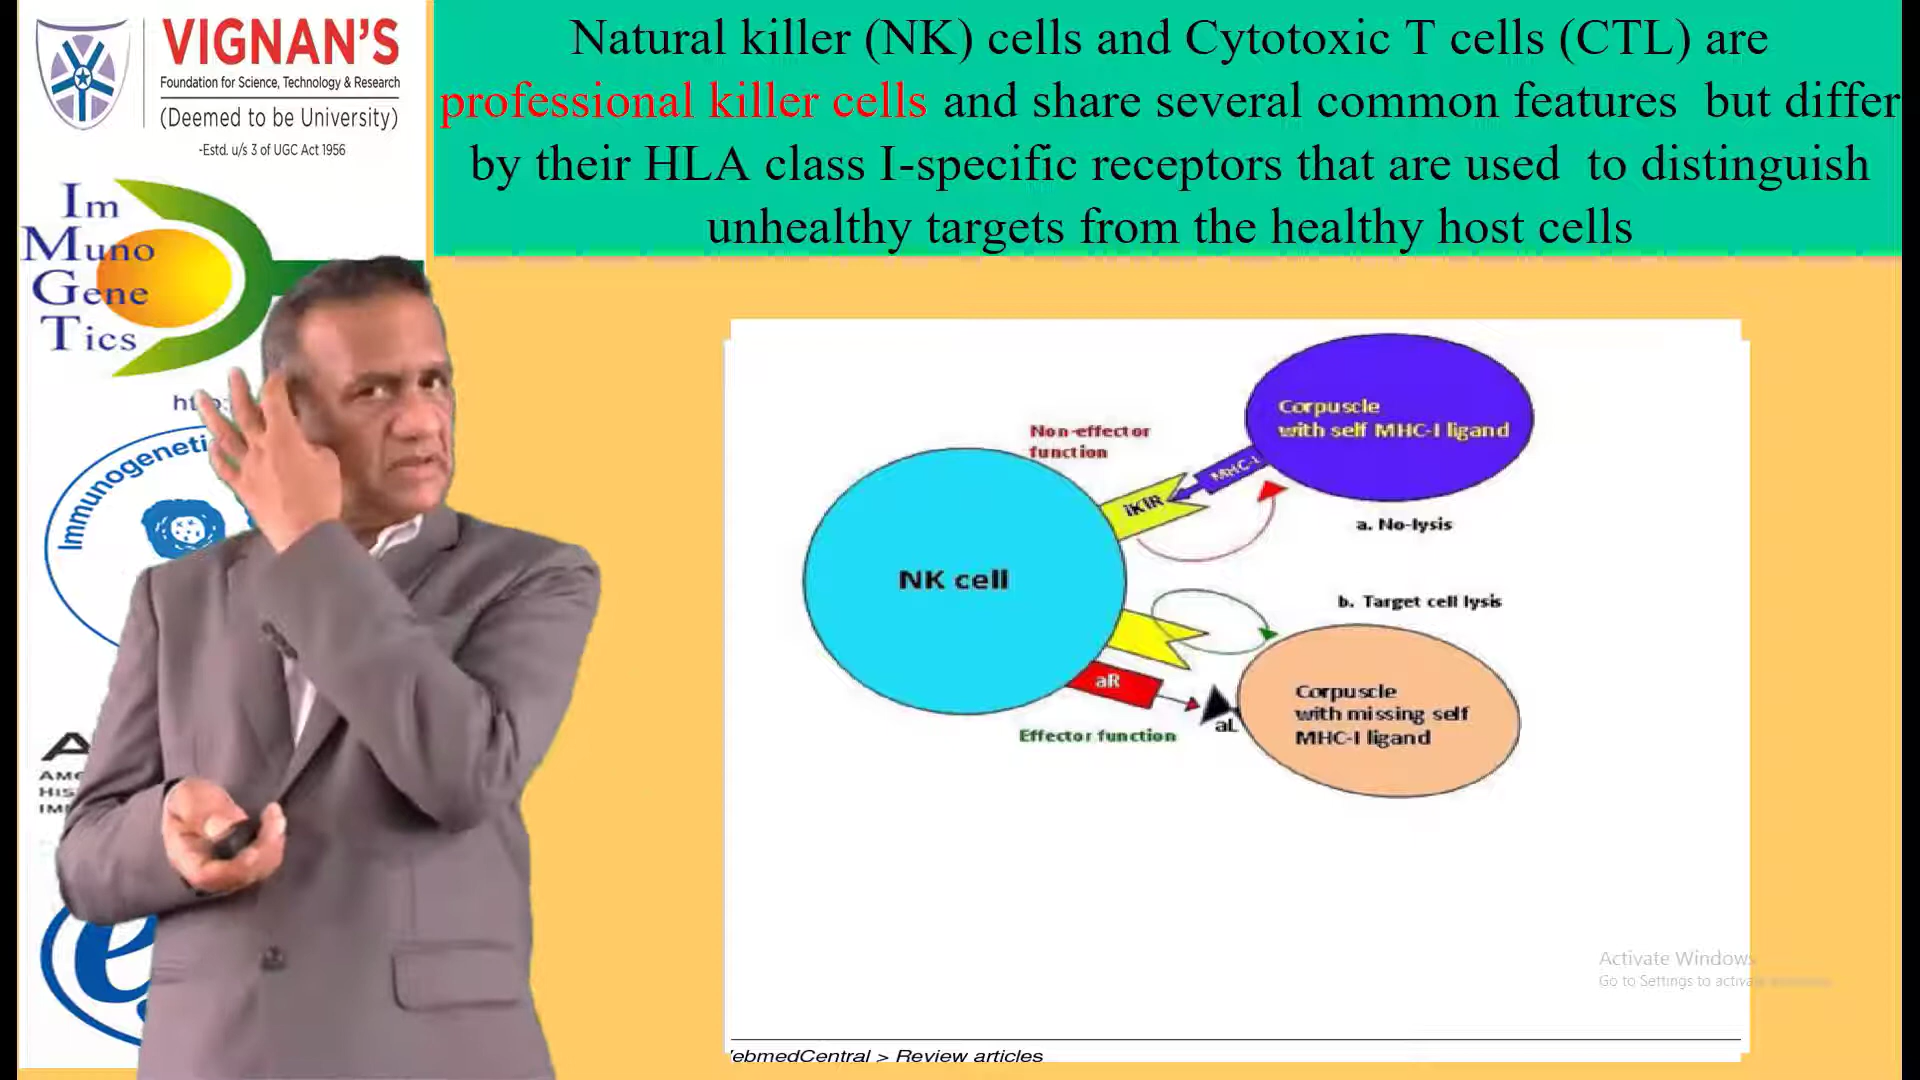 VIGNAN'S
Foundation for Science, Technology & Research
(Deemed to be University)
-Estd. u/s 3 of UGC Act 1956
Natural killer (NK) cells and Cytotoxic T cells (CTL) are
professional killer cells and share several common features but differ
by their HLA class I-specific receptors that are used to distinguish
unhealthy targets from the healthy host cells
Im
Muno
Gene
Tics
Immunogeneti
Non-effector
function
Corpuscle
with self MHC-I ligand
MHC-I
iKIR
a. No-lysis
NK cell
b. Target cell lysis
aR
aL
Effector function
Corpuscle
with missing self
MHC-I ligand
Activate Windows
Go to Settings to activate
ebmedCentral > Review articles